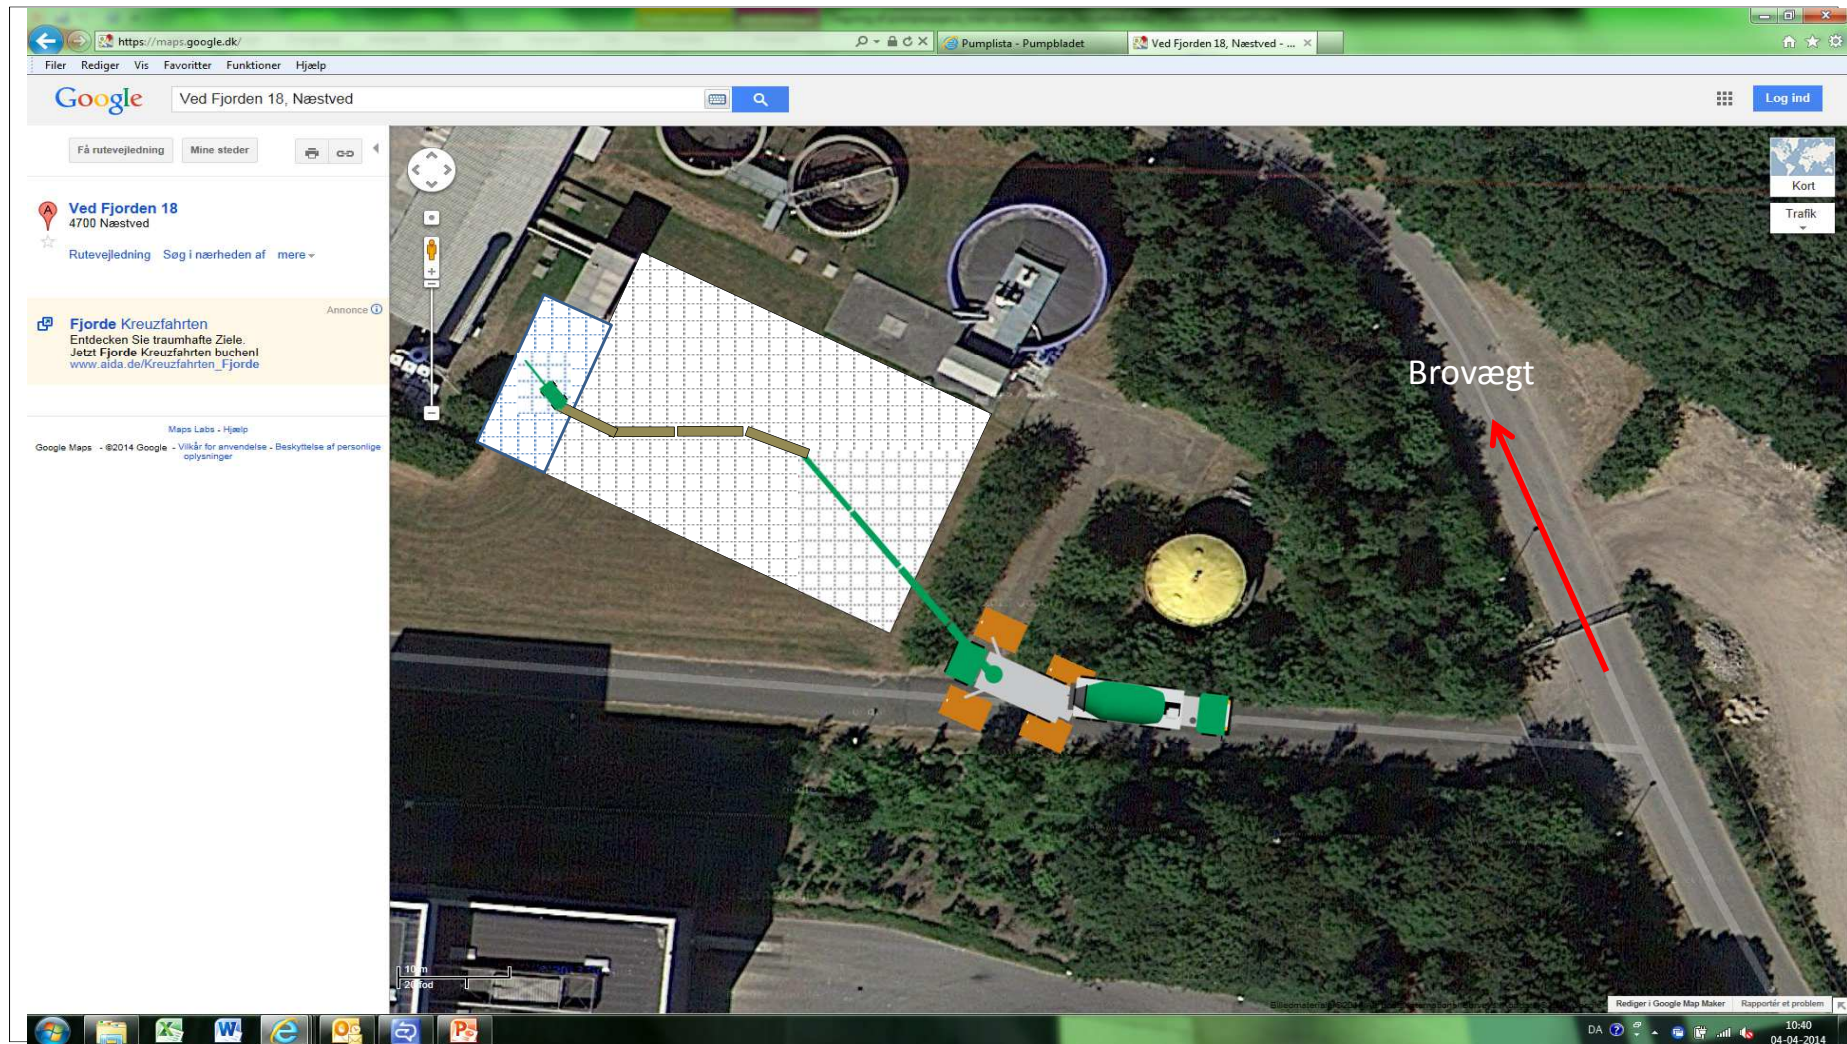 https://maps.google.dk/
Pumplista - Pumpbladet
Ved Fjorden 18, Næstved - ...
Filer Rediger Vis Favoritter Funktioner Hjælp
Google
Ved Fjorden 18, Næstved
Log ind
Få rutevejledning
Mine steder
Kort
Trafik
A
Ved Fjorden 18
4700 Næstved
Rutevejledning Søg i nærheden af mere
Annonce
Fjorde Kreuzfahrten
Entdecken Sie traumhafte Ziele.
Jetzt Fjorde Kreuzfahrten buchen!
www.aida.de/Kreuzfahrten_Fjorde
Maps Labs - Hjælp
Google Maps - ©2014 Google - Vilkår for anvendelse - Beskyttelse af personlige
oplysninger
Brovægt
10 m
20 fod
Rediger i Google Map Maker
Rapportér et problem
DA
10:40
04-04-2014